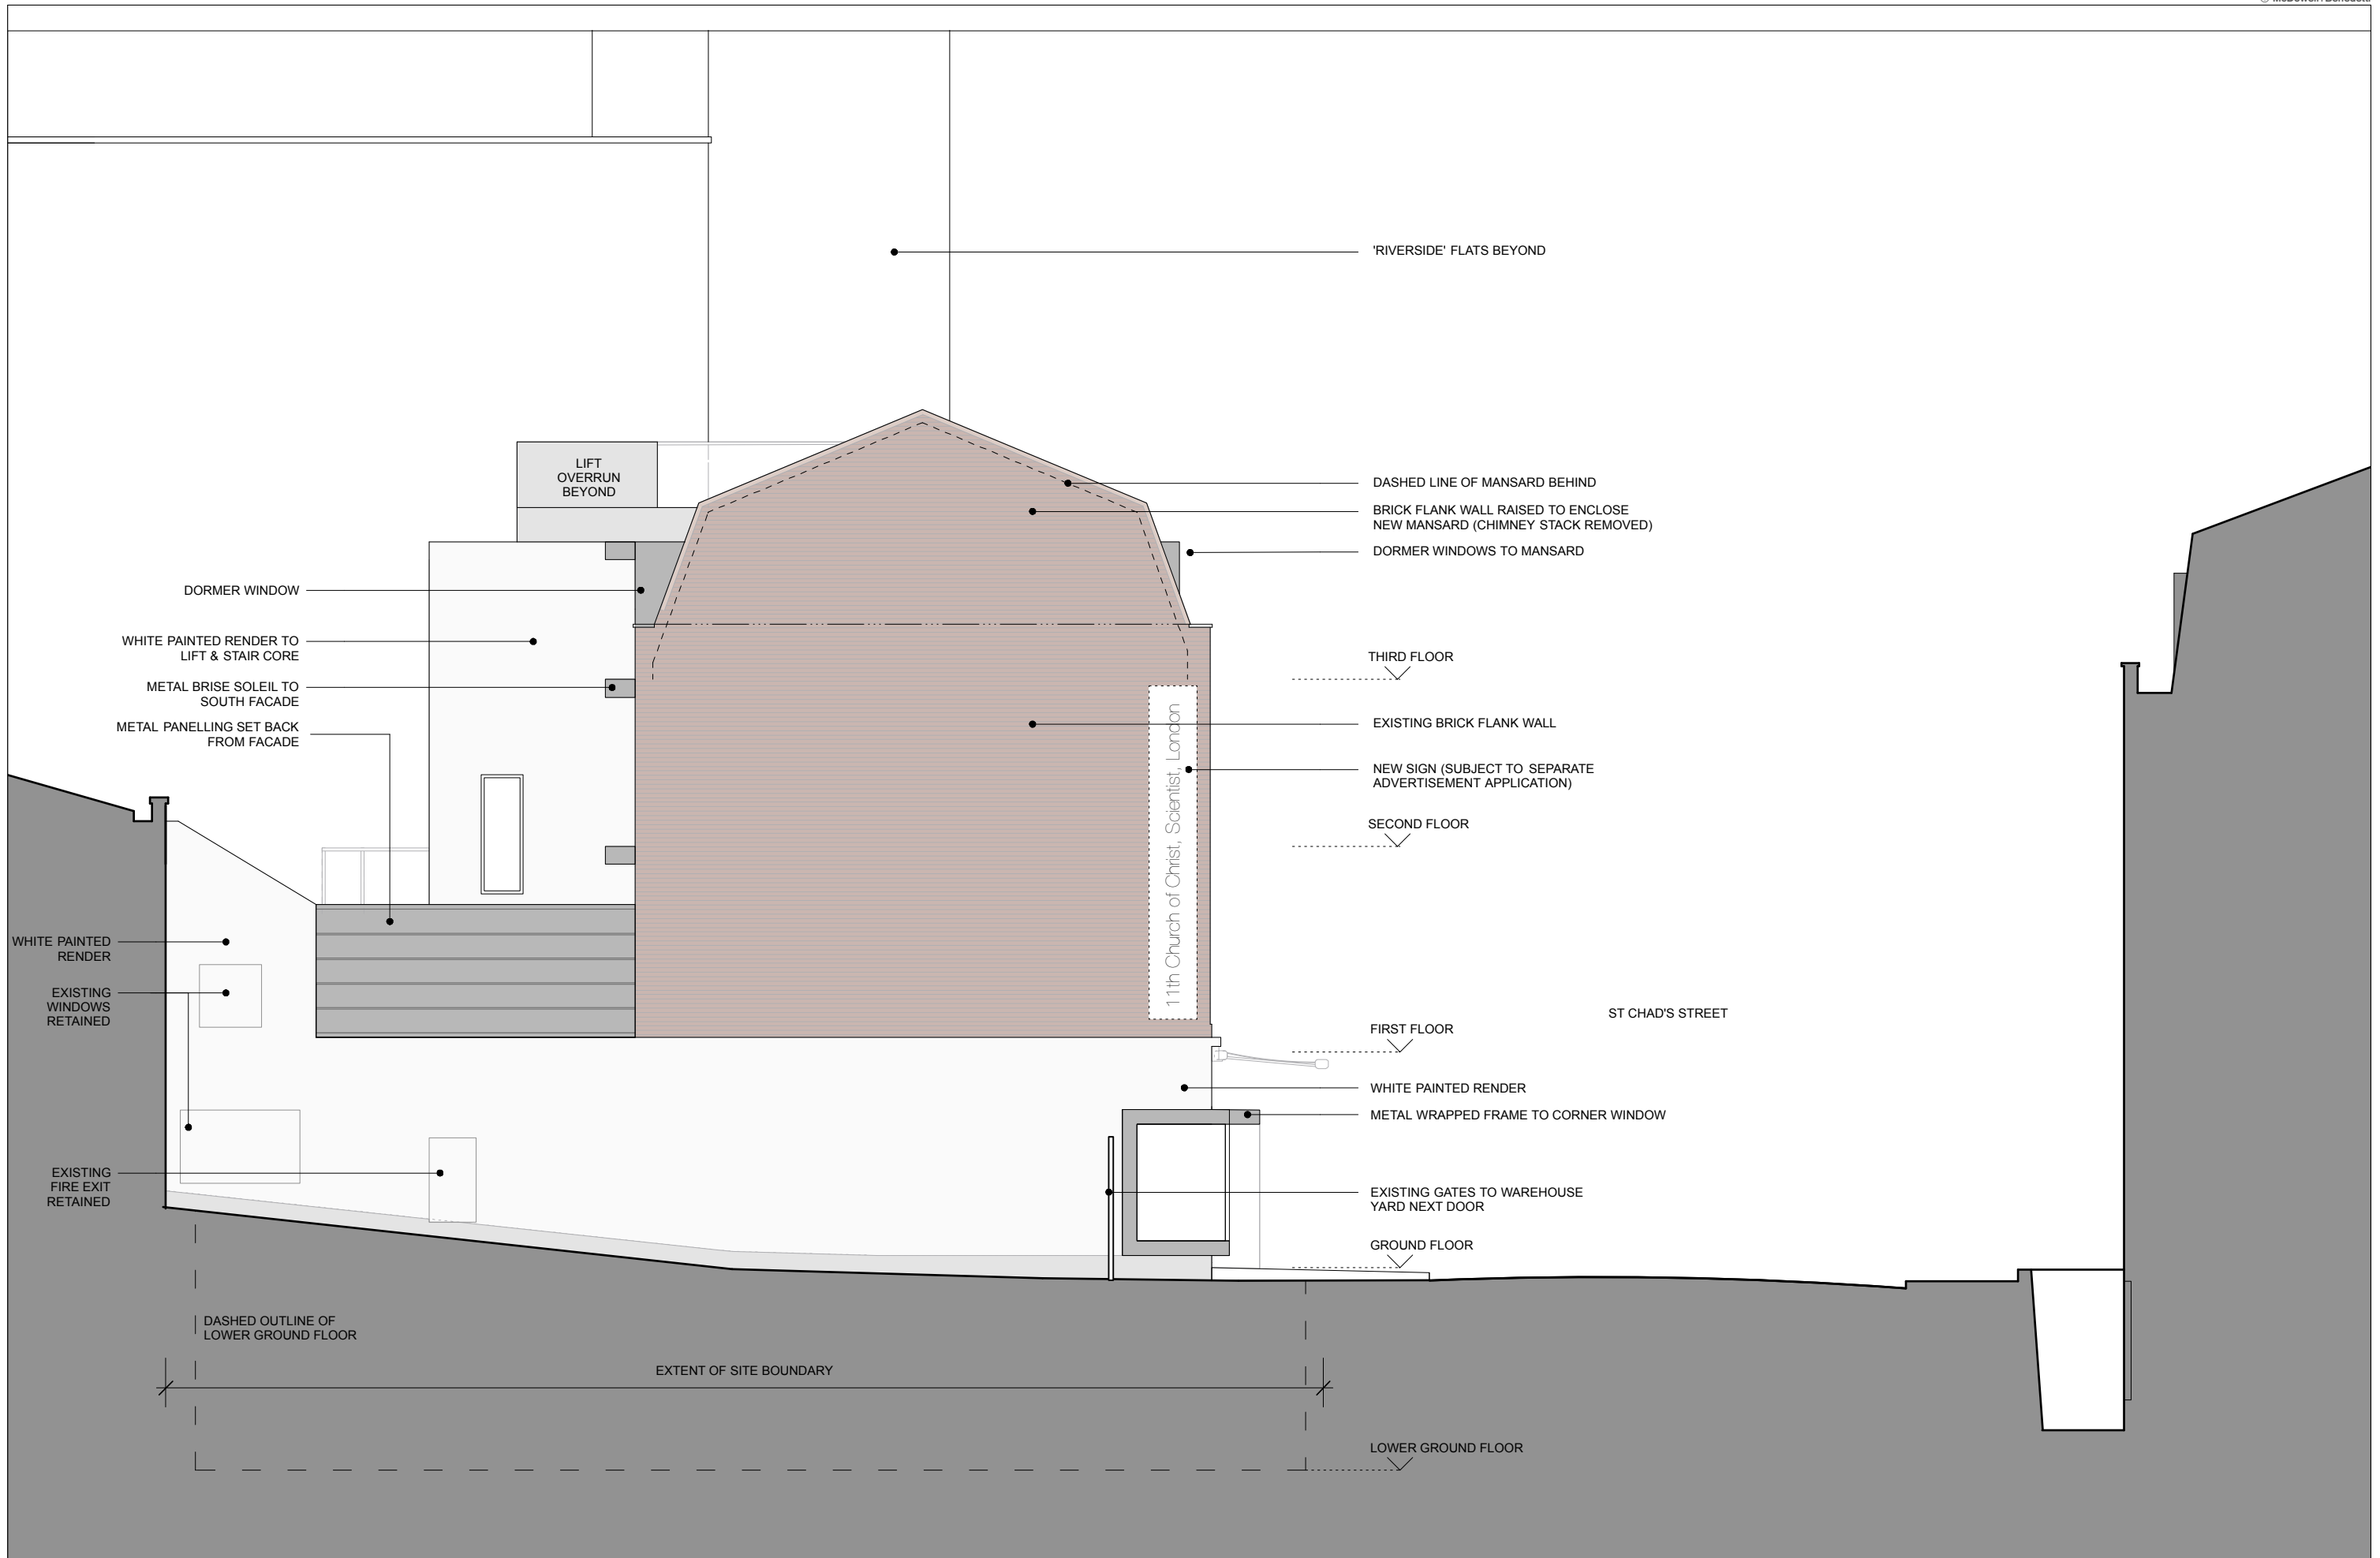 'RIVERSIDE' FLATS BEYOND
LIFT
OVERRUN
BEYOND
DASHED LINE OF MANSARD BEHIND
BRICK FLANK WALL RAISED TO ENCLOSE
NEW MANSARD (CHIMNEY STACK REMOVED)
DORMER WINDOWS TO MANSARD
DORMER WINDOW
WHITE PAINTED RENDER TO
LIFT & STAIR CORE
METAL BRISE SOLEIL TO
SOUTH FACADE
METAL PANELLING SET BACK
FROM FACADE
THIRD FLOOR
EXISTING BRICK FLANK WALL
NEW SIGN (SUBJECT TO SEPARATE
ADVERTISEMENT APPLICATION)
11th Church of Christ, Scientist, London
SECOND FLOOR
WHITE PAINTED
RENDER
EXISTING
WINDOWS
RETAINED
ST CHAD'S STREET
FIRST FLOOR
WHITE PAINTED RENDER
METAL WRAPPED FRAME TO CORNER WINDOW
EXISTING
FIRE EXIT
RETAINED
EXISTING GATES TO WAREHOUSE
YARD NEXT DOOR
GROUND FLOOR
DASHED OUTLINE OF
LOWER GROUND FLOOR
EXTENT OF SITE BOUNDARY
LOWER GROUND FLOOR